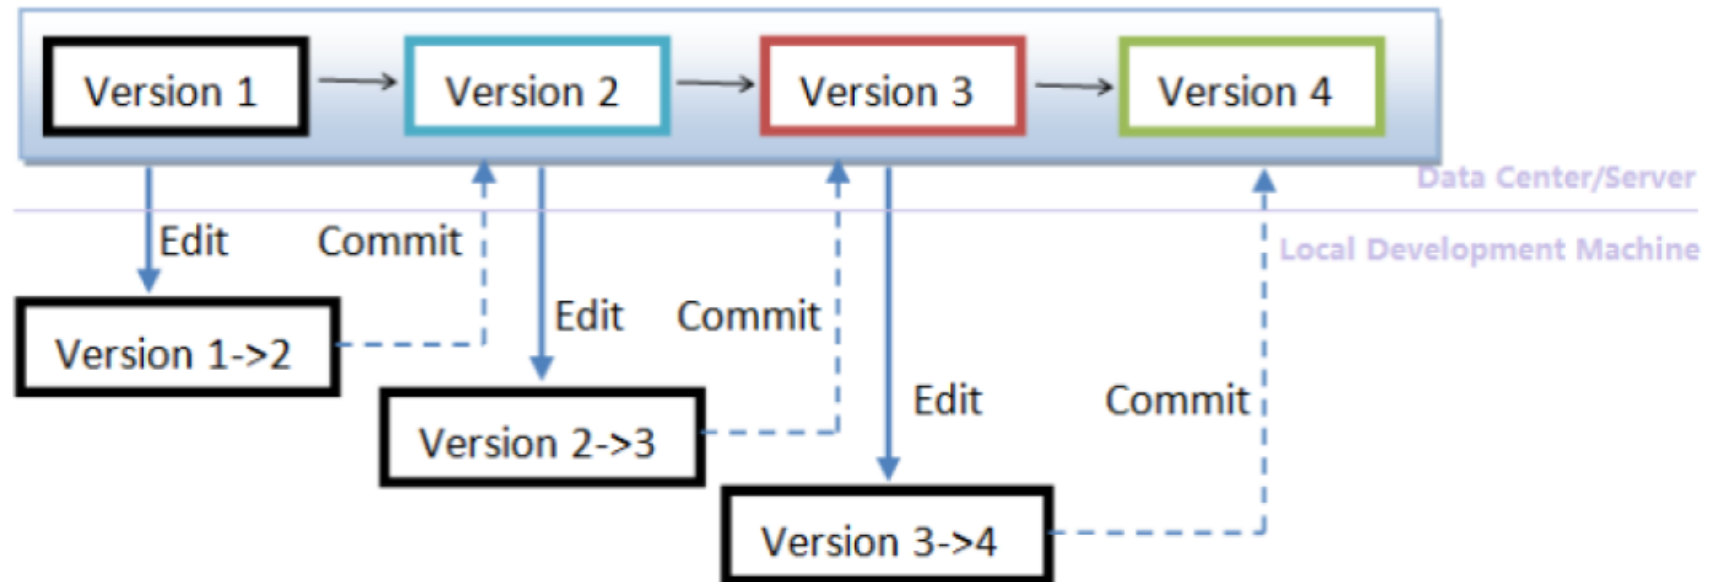 Version 1
Version 2
Version 3
Version 4
Data Center/Server
Edit
Commit
Local Development Machine
Edit
Commit
Version 1->2
Edit
Commit
Version 2->3
Version 3->4